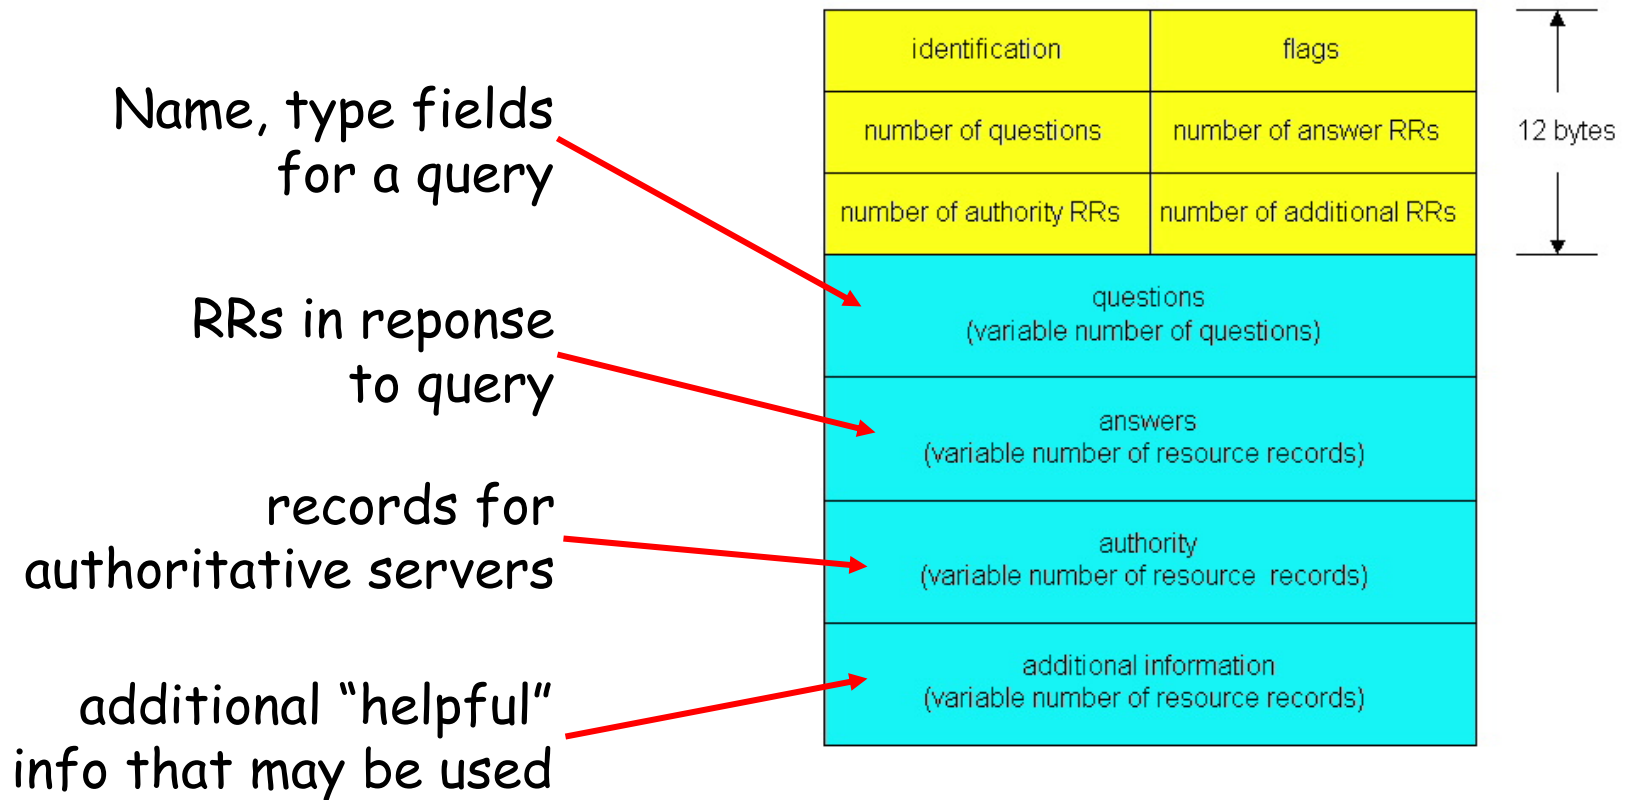 Name, type fields
for a query
RRs in reponse
to query
records for
authoritative servers
additional “helpful”
info that may be used
identification
flags
number of questions
number of answer RRs
number of authority RRs
number of additional RRs
12 bytes
questions
(variable number of questions)
answers
(variable number of resource records)
authority
(variable number of resource records)
additional information
(variable number of resource records)